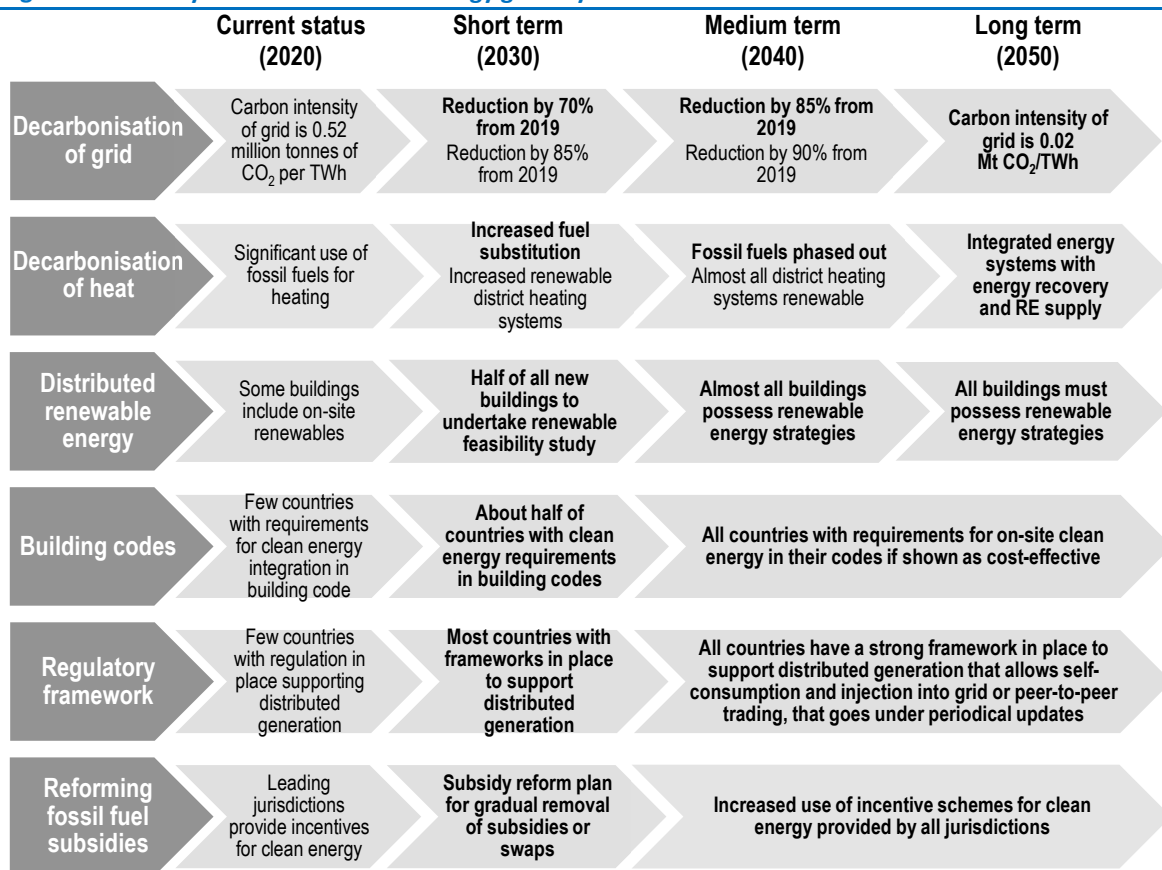 Current status
(2020)
Short term
(2030)
Medium term
(2040)
Long term
(2050)
Decarbonisation
of grid
Carbon intensity
of grid is 0.52
million tonnes of
CO2 per TWh
Reduction by 70%
from 2019
Reduction by 85%
from 2019
Reduction by 85% from
2019
Reduction by 90% from
2019
Carbon intensity of
grid is 0.02
Mt CO2/TWh
Decarbonisation
of heat
Significant use of
fossil fuels for
heating
Increased fuel
substitution
Increased renewable
district heating
systems
Fossil fuels phased out
Almost all district heating
systems renewable
Integrated energy
systems with
energy recovery
and RE supply
Distributed
renewable
energy
Some buildings
include on-site
renewables
Half of all new
buildings to
undertake renewable
feasibility study
Almost all buildings
possess renewable
energy strategies
All buildings must
possess renewable
energy strategies
Building codes
Few countries
with requirements
for clean energy
integration in
building code
About half of
countries with clean
energy requirements
in building codes
All countries with requirements for on-site clean
energy in their codes if shown as cost-effective
Regulatory
framework
Few countries
with regulation in
place supporting
distributed
generation
Most countries with
frameworks in place
to support
distributed
generation
All countries have a strong framework in place to
support distributed generation that allows self-
consumption and injection into grid or peer-to-peer
trading, that goes under periodical updates
Reforming
fossil fuel
subsidies
Leading
jurisdictions
provide incentives
for clean energy
Subsidy reform plan
for gradual removal
of subsidies or
swaps
Increased use of incentive schemes for clean
energy provided by all jurisdictions